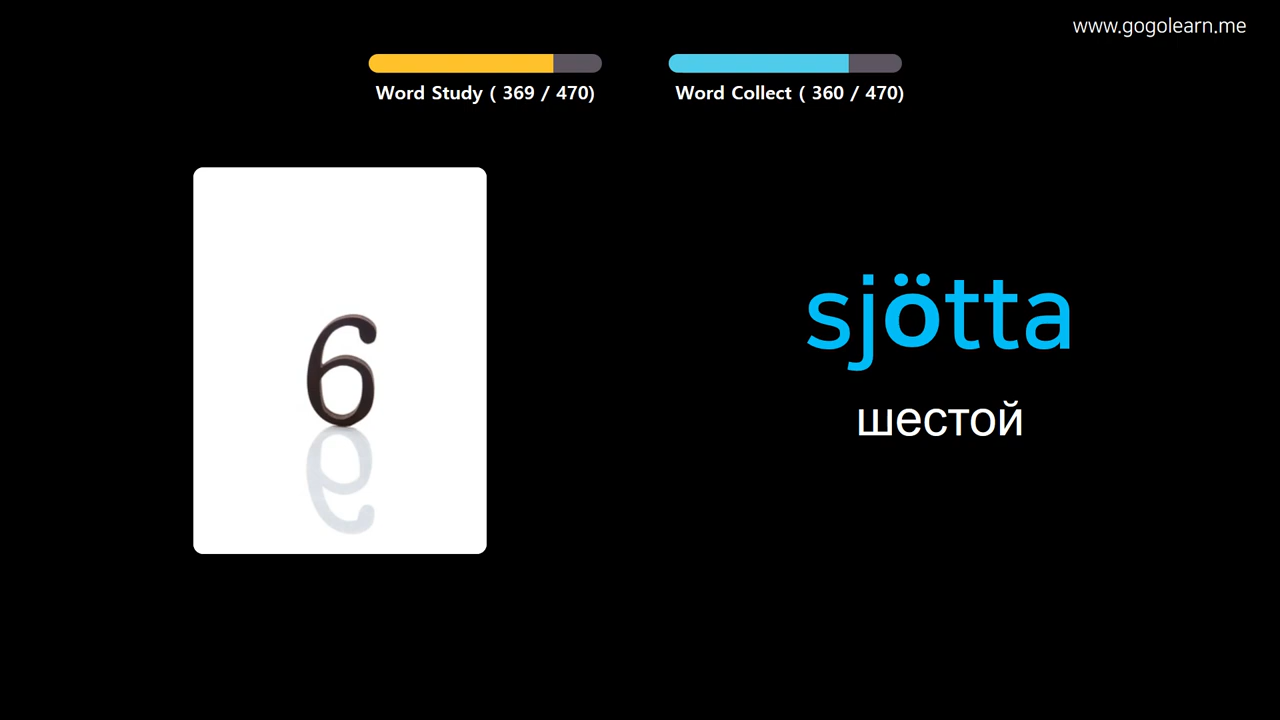 www.gogolearn.me
Word Study ( 369 / 470)
Word Collect ( 360 / 470)
6
sjötta
шестой